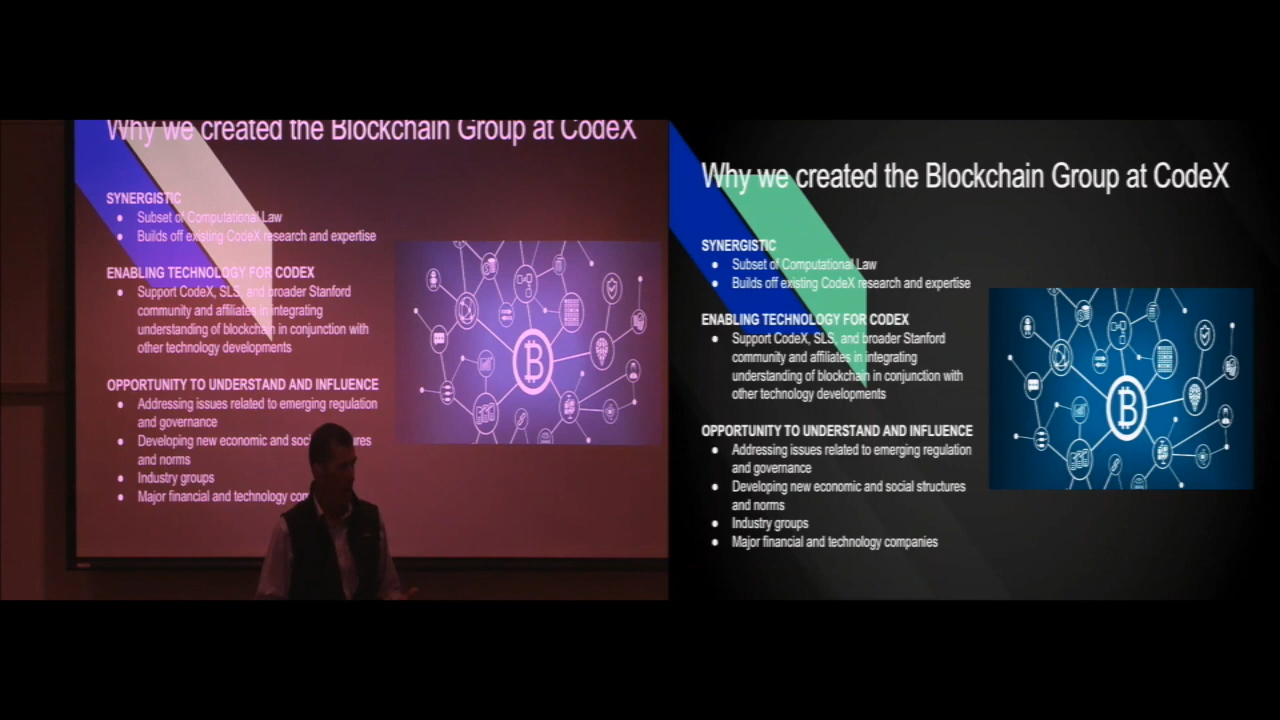 Why we created the Blockchain Group at CodeX
SYNERGISTIC
● Subset of Computational Law
● Builds off existing CodeX research and expertise
ENABLING TECHNOLOGY FOR CODEX
● Support CodeX, SLS, and broader Stanford
community and affiliates in integrating
understanding of blockchain in conjunction with
other technology developments
OPPORTUNITY TO UNDERSTAND AND INFLUENCE
● Addressing issues related to emerging regulation
and governance
● Developing new economic and social structures
and norms
● Industry groups
● Major financial and technology
Why we created the Blockchain Group at CodeX
SYNERGISTIC
● Subset of Computational Law
● Builds off existing CodeX research and expertise
ENABLING TECHNOLOGY FOR CODEX
● Support CodeX, SLS, and broader Stanford
community and affiliates in integrating
understanding of blockchain in conjunction with
other technology developments
OPPORTUNITY TO UNDERSTAND AND INFLUENCE
● Addressing issues related to emerging regulation
and governance
● Developing new economic and social structures
and norms
● Industry groups
● Major financial and technology companies